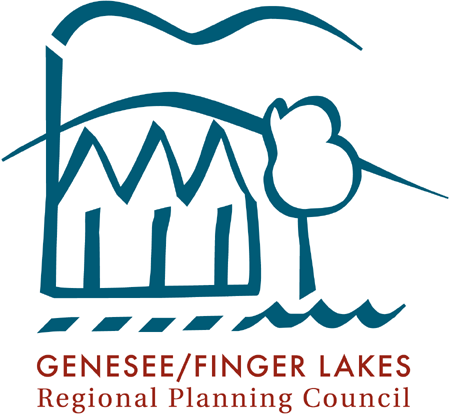 GENESEE/FINGER LAKES
Regional Planning Council